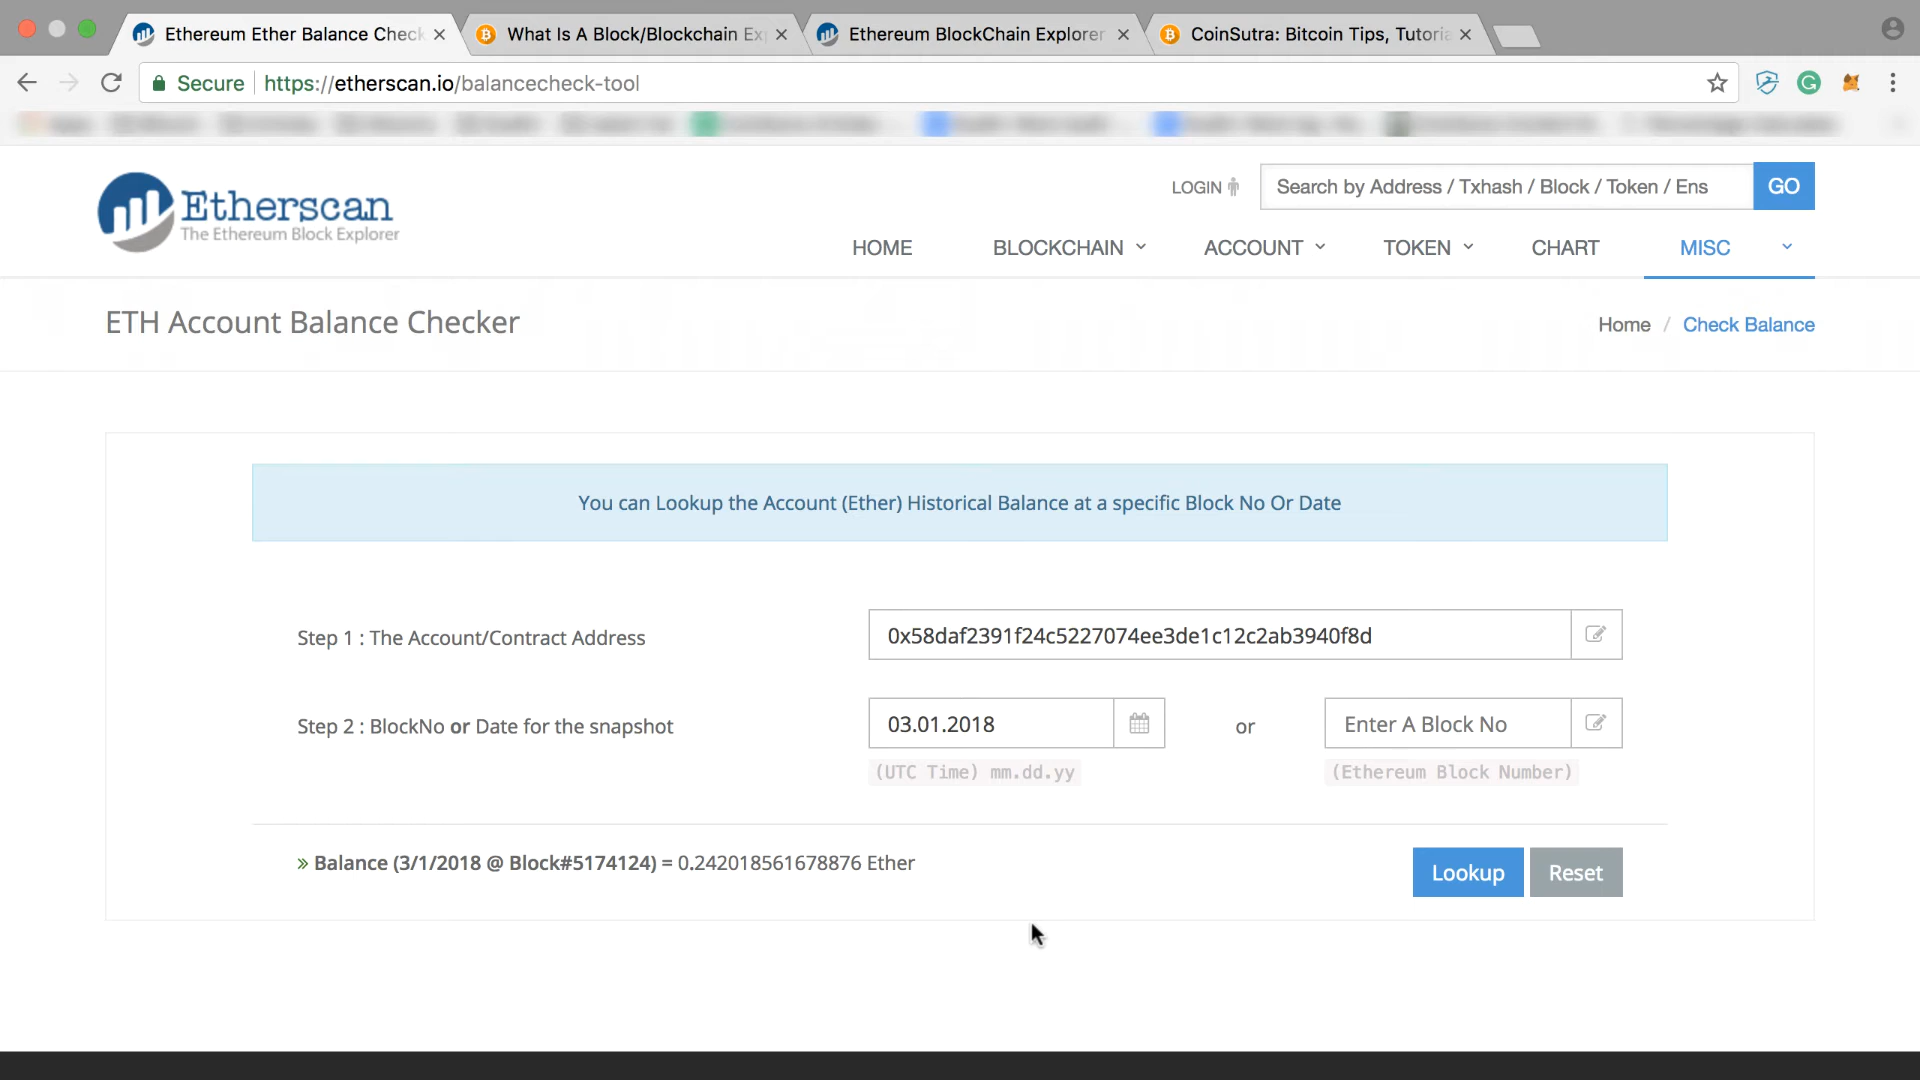 Ethereum Ether Balance Check
What Is A Block/Blockchain Ex
Ethereum BlockChain Explorer
CoinSutra: Bitcoin Tips, Tutoria
Secure https://etherscan.io/balancecheck-tool
Etherscan
The Ethereum Block Explorer
LOGIN
Search by Address / Txhash / Block / Token / Ens
GO
HOME BLOCKCHAIN ACCOUNT TOKEN CHART MISC
ETH Account Balance Checker
Home / Check Balance
You can Lookup the Account (Ether) Historical Balance at a specific Block No Or Date
Step 1 : The Account/Contract Address
0x58daf2391f24c5227074ee3de1c12c2ab3940f8d
Step 2 : BlockNo or Date for the snapshot
03.01.2018
or
Enter A Block No
(UTC Time) mm.dd.yy
(Ethereum Block Number)
» Balance (3/1/2018 @ Block#5174124) = 0.242018561678876 Ether
Lookup
Reset